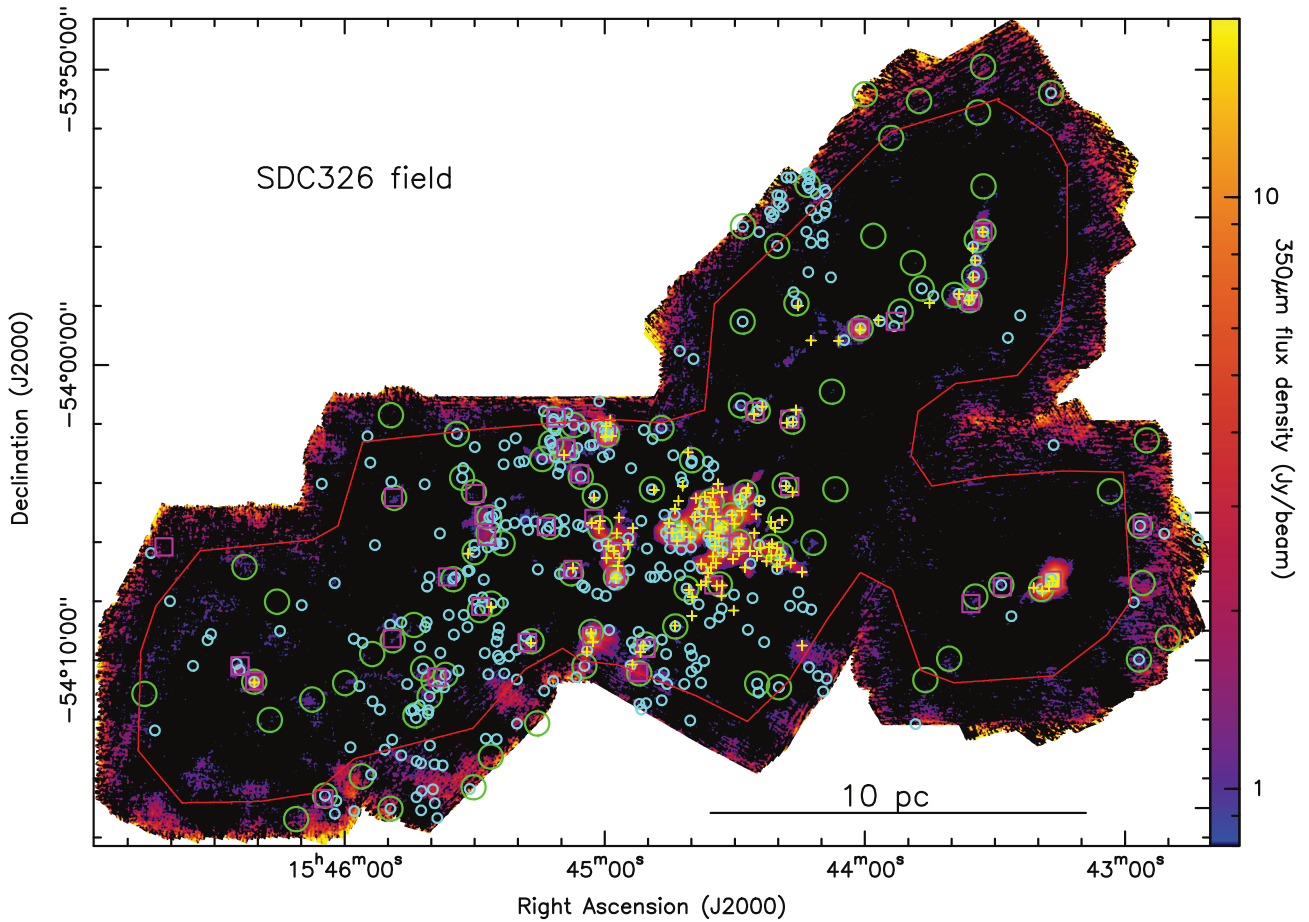 SDC326 field
−53°50'00"
−54°00'00"
−54°10'00"
Declination (J2000)
10 pc
15ʰ46ᵐ00ˢ
45ᵐ00ˢ
44ᵐ00ˢ
43ᵐ00ˢ
Right Ascension (J2000)
10
1
350μm flux density (Jy/beam)